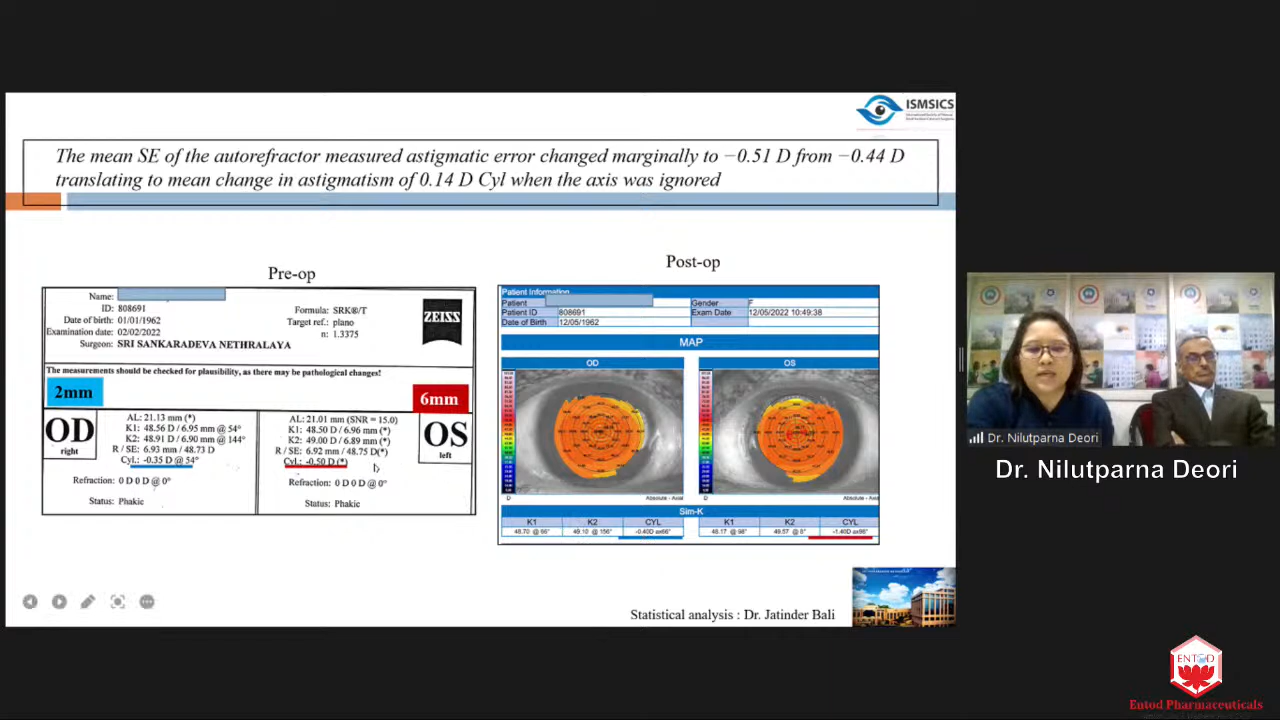 ISMSICS
The mean SE of the autorefractor measured astigmatic error changed marginally to −0.51 D from −0.44 D
translating to mean change in astigmatism of 0.14 D Cyl when the axis was ignored
Pre-op
Name:
ID: 808691
Date of birth: 01/01/1962
Examination date: 02/02/2022
Surgeon: SRI SANKARADEVA NETHRALAYA
Formula: SRK®/T
Target ref.: plano
n: 1.3375
ZEISS
The measurements should be checked for plausibility, as there may be pathological changes!
2mm
6mm
OD
right
AL: 21.13 mm (*)
K1: 48.56 D / 6.95 mm @ 54°
K2: 48.91 D / 6.90 mm @ 144°
R / SE: 6.93 mm / 48.73 D
Cyl.: -0.35 D @ 54°
Refraction: 0 D 0 D @ 0°
Status: Phakic
AL: 21.01 mm (SNR = 15.0)
K1: 48.50 D / 6.96 mm (*)
K2: 49.00 D / 6.89 mm (*)
R / SE: 6.92 mm / 48.75 D(*)
Cyl.: -0.50 D (*)
Refraction: 0 D 0 D @ 0°
Status: Phakic
OS
left
Post-op
Patient Information
Patient
Gender F
Patient ID 808691
Exam Date 12/05/2022 10:49:38
Date of Birth 12/05/1962
MAP
OD
OS
D
Absolute - Axial
D
Absolute - Axial
Sim-K
K1 K2 CYL
K1 K2 CYL
Statistical analysis : Dr. Jatinder Bali
Dr. Nilutparna Deori
Dr. Nilutparna Deori
ENTOD
Entod Pharmaceuticals